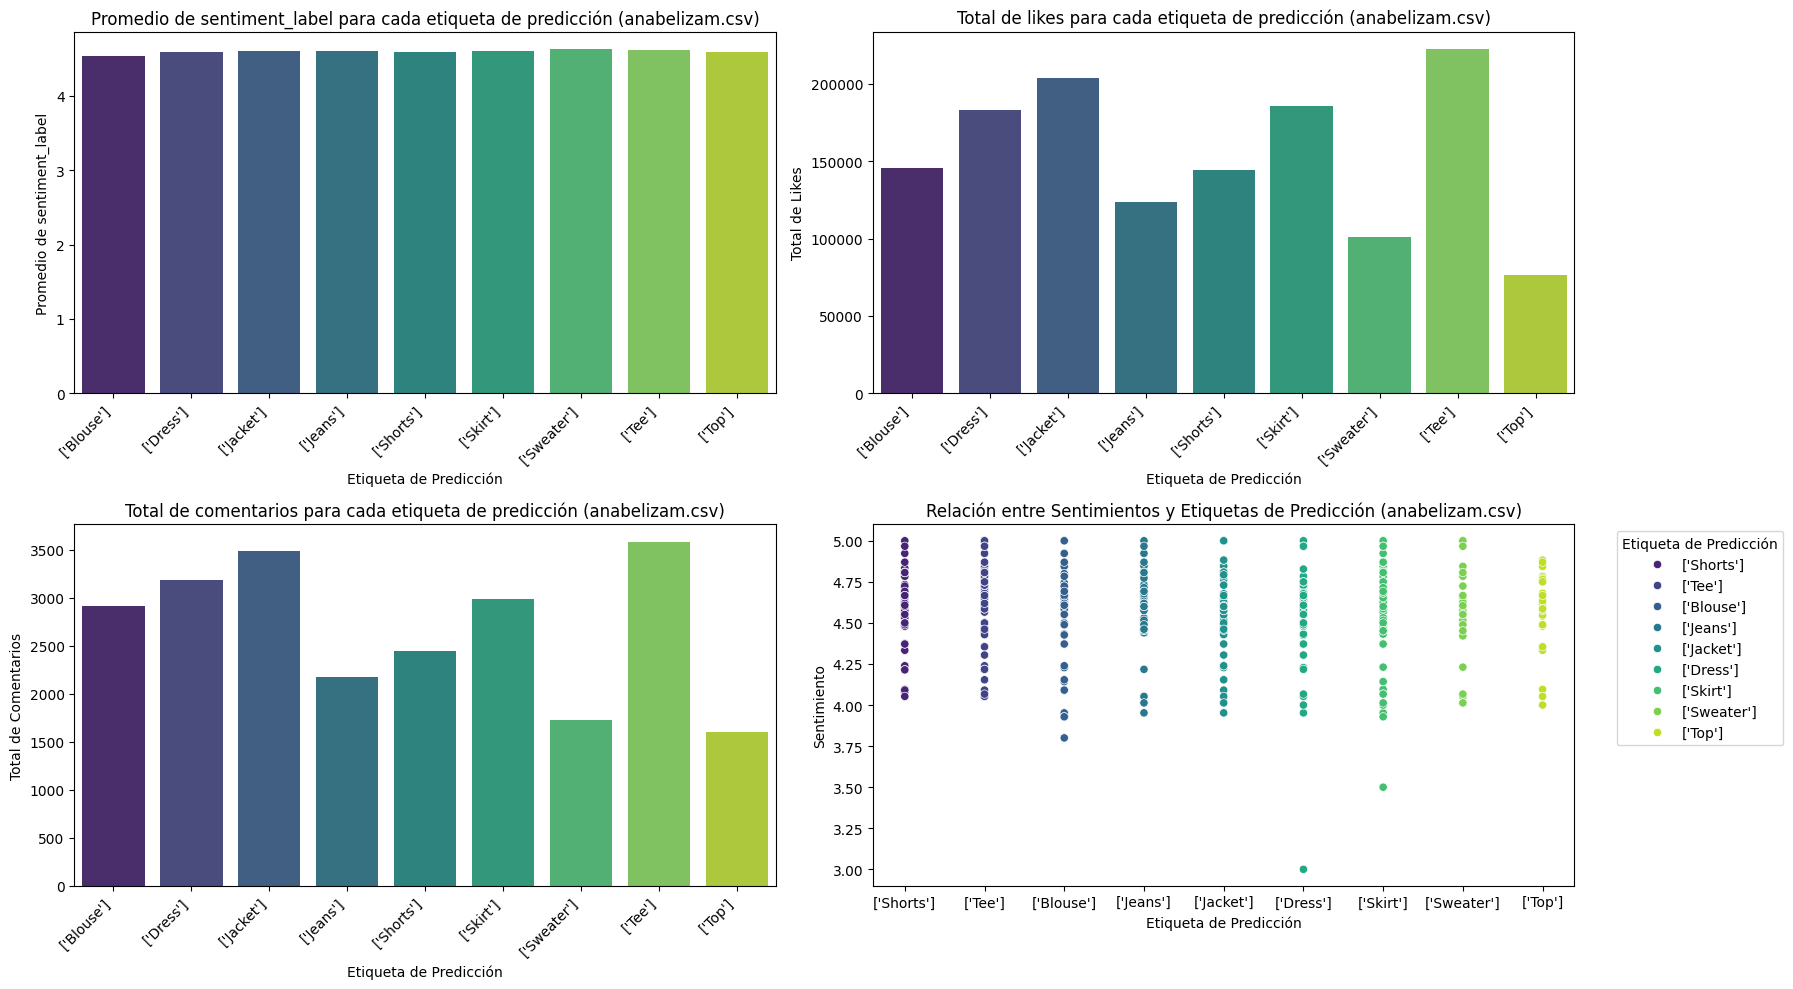 Promedio de sentiment_label para cada etiqueta de predicción (anabelizam.csv)
Promedio de sentiment_label
4
3
2
1
0
['Blouse']
['Dress']
['Jacket']
['Jeans']
['Shorts']
['Skirt']
['Sweater']
['Tee']
['Top']
Etiqueta de Predicción
Total de likes para cada etiqueta de predicción (anabelizam.csv)
Total de Likes
200000
150000
100000
50000
0
['Blouse']
['Dress']
['Jacket']
['Jeans']
['Shorts']
['Skirt']
['Sweater']
['Tee']
['Top']
Etiqueta de Predicción
Total de comentarios para cada etiqueta de predicción (anabelizam.csv)
Total de Comentarios
3500
3000
2500
2000
1500
1000
500
0
['Blouse']
['Dress']
['Jacket']
['Jeans']
['Shorts']
['Skirt']
['Sweater']
['Tee']
['Top']
Etiqueta de Predicción
Relación entre Sentimientos y Etiquetas de Predicción (anabelizam.csv)
Sentimiento
5.00
4.75
4.50
4.25
4.00
3.75
3.50
3.25
3.00
['Shorts']
['Tee']
['Blouse']
['Jeans']
['Jacket']
['Dress']
['Skirt']
['Sweater']
['Top']
Etiqueta de Predicción
Etiqueta de Predicción
['Shorts']
['Tee']
['Blouse']
['Jeans']
['Jacket']
['Dress']
['Skirt']
['Sweater']
['Top']